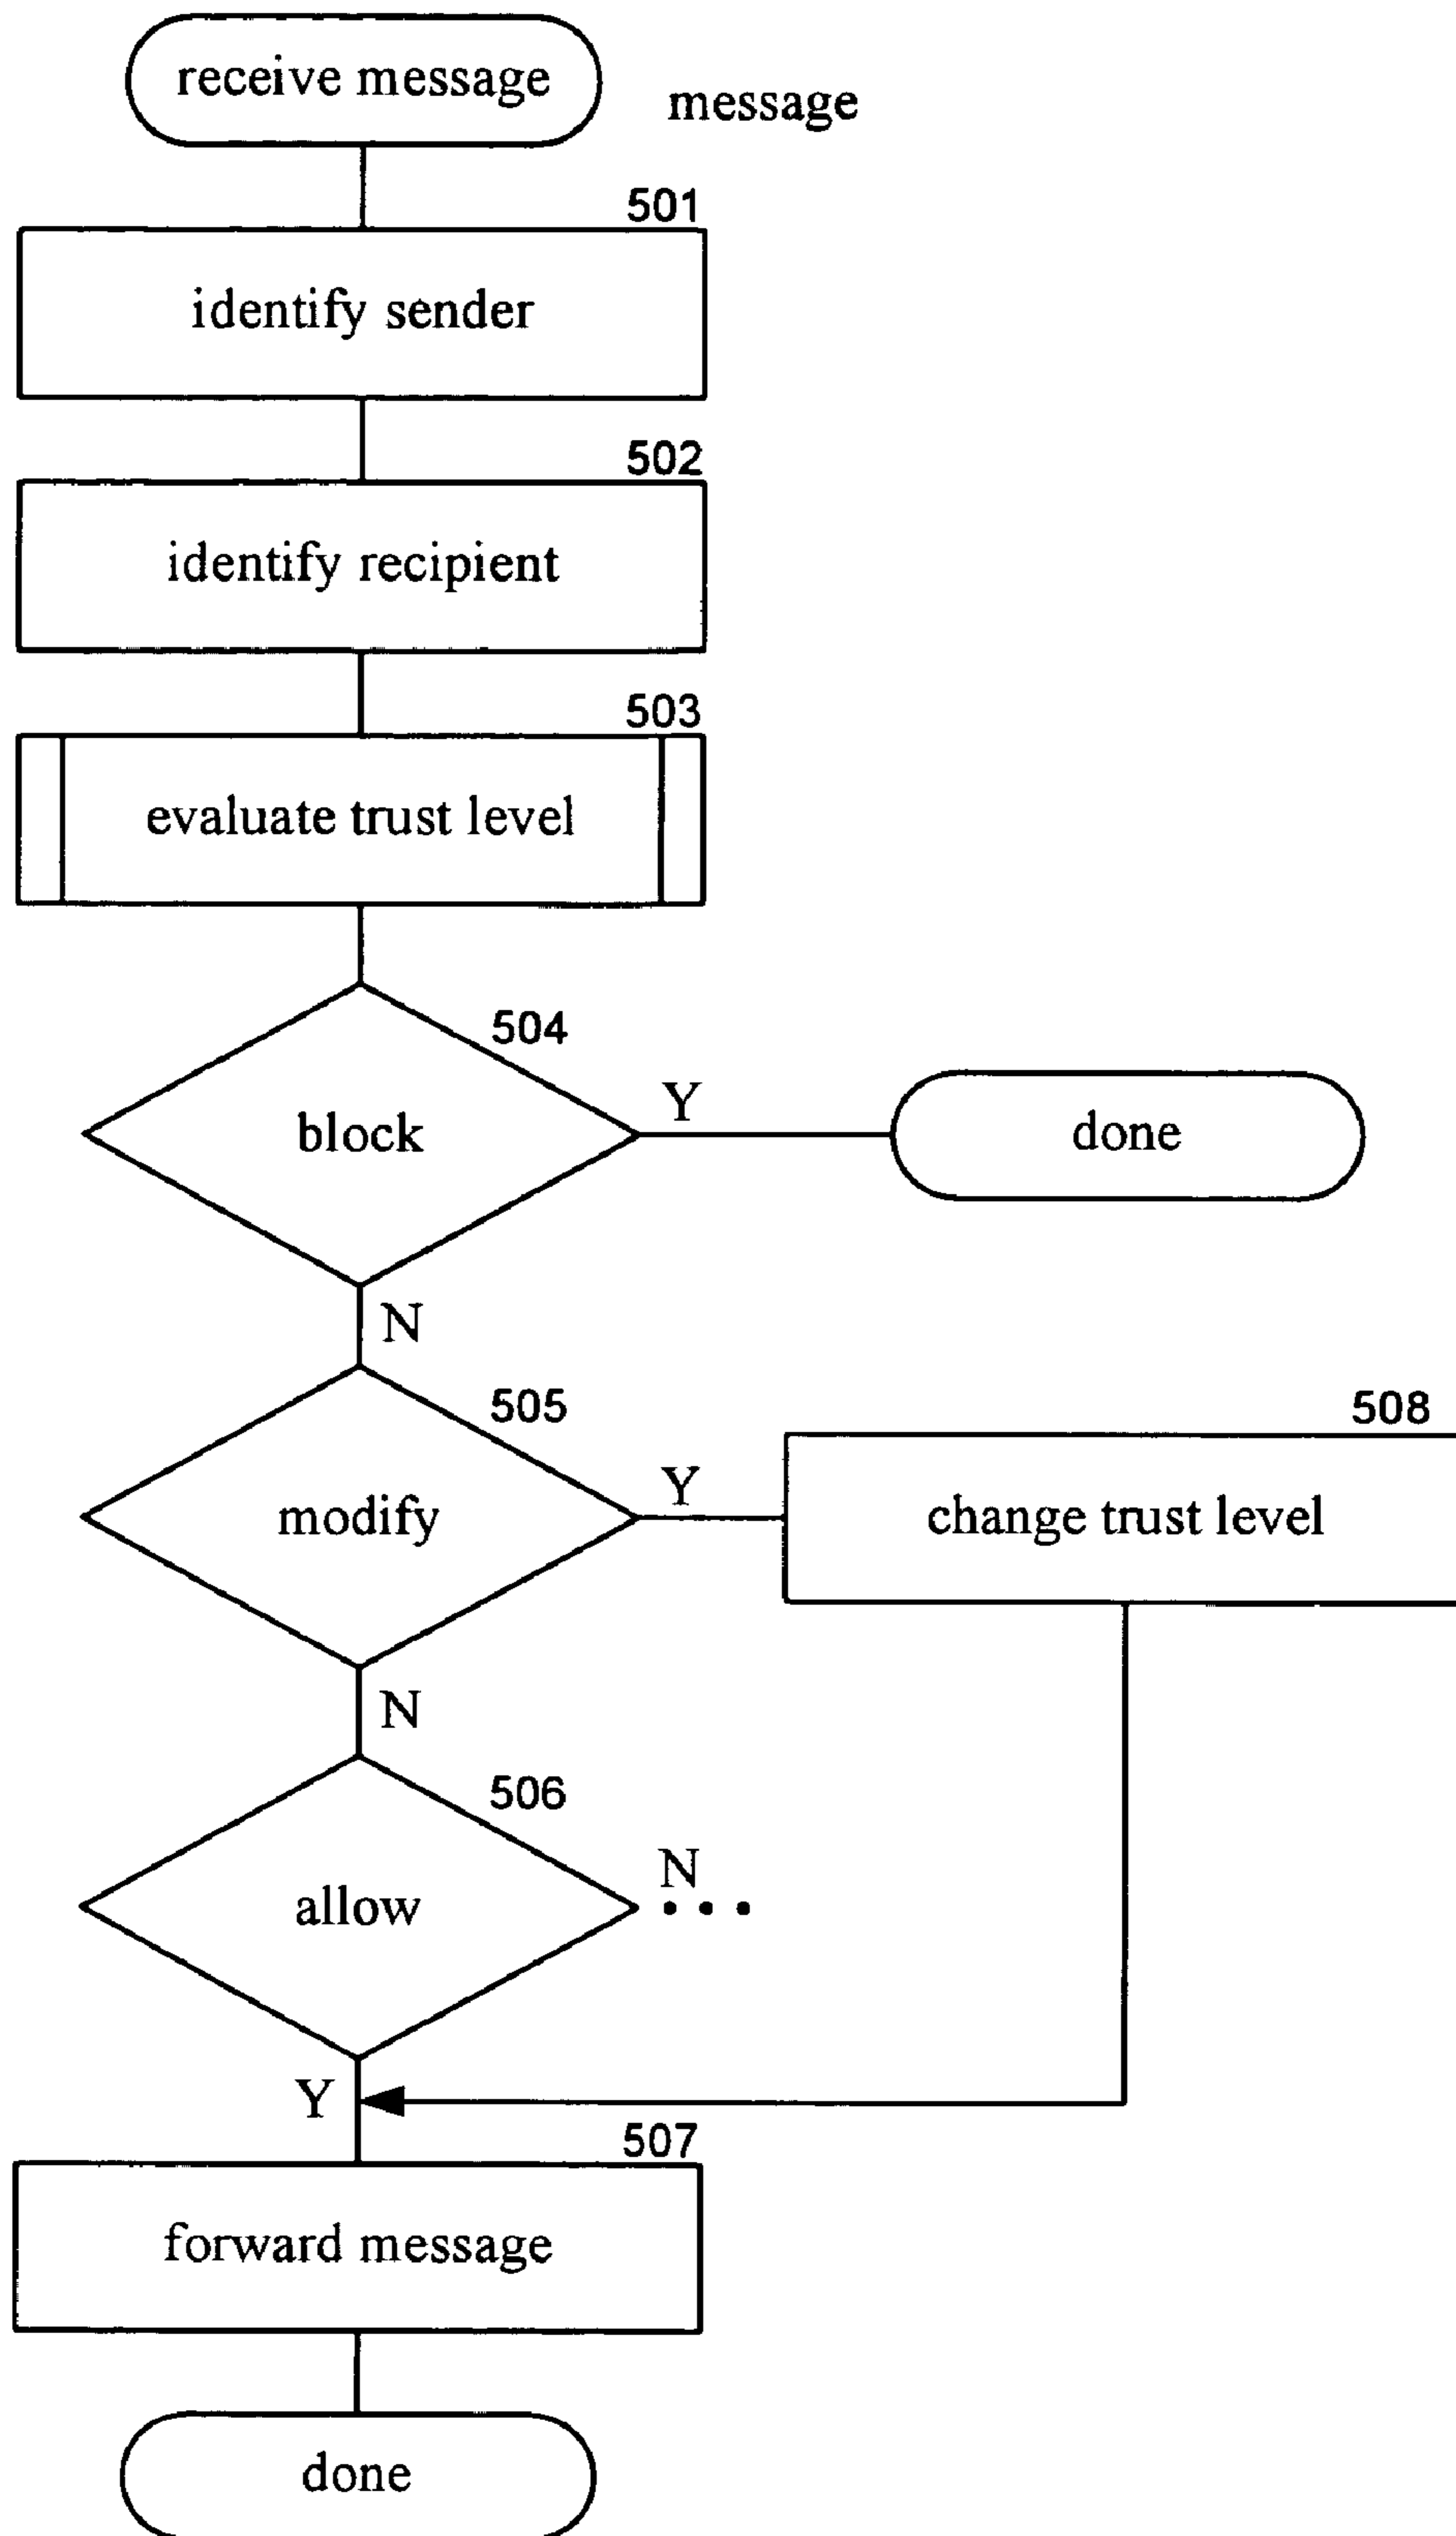 receive message
message
501
identify sender
502
identify recipient
503
evaluate trust level
504
block
Y
done
N
505
modify
Y
508
change trust level
N
506
allow
N
Y
507
forward message
done